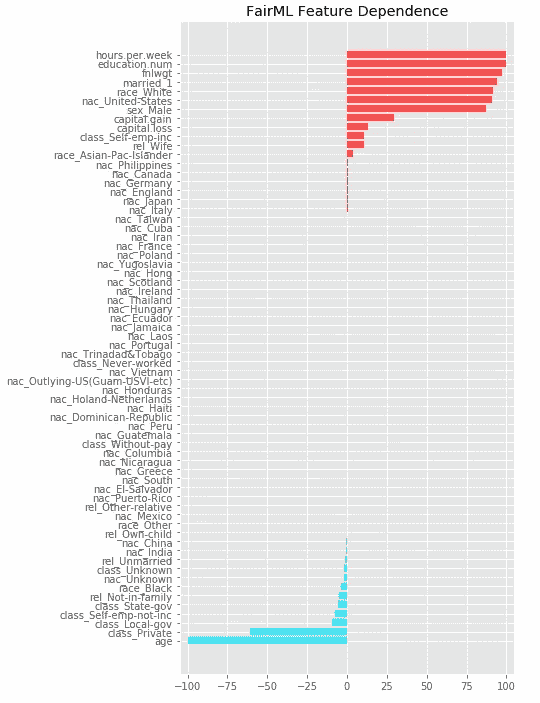 FairML Feature Dependence
hours.per.week
education.num
fnlwgt
married_1
race_White
nac_United-States
sex_Male
capital.gain
capital.loss
class_Self-emp-inc
rel_Wife
race_Asian-Pac-Islander
nac_Philippines
nac_Canada
nac_Germany
nac_England
nac_Japan
nac_Italy
nac_Taiwan
nac_Cuba
nac_Iran
nac_France
nac_Poland
nac_Yugoslavia
nac_Hong
nac_Scotland
nac_Ireland
nac_Thailand
nac_Hungary
nac_Ecuador
nac_Jamaica
nac_Laos
nac_Portugal
nac_Trinadad&Tobago
class_Never-worked
nac_Vietnam
nac_Outlying-US(Guam-USVI-etc)
nac_Honduras
nac_Holand-Netherlands
nac_Haiti
nac_Dominican-Republic
nac_Peru
nac_Guatemala
class_Without-pay
nac_Columbia
nac_Nicaragua
nac_Greece
nac_South
nac_El-Salvador
nac_Puerto-Rico
rel_Other-relative
nac_Mexico
race_Other
rel_Own-child
nac_China
nac_India
rel_Unmarried
class_Unknown
nac_Unknown
race_Black
rel_Not-in-family
class_State-gov
class_Self-emp-not-inc
class_Local-gov
class_Private
age
−100 −75 −50 −25 0 25 50 75 100